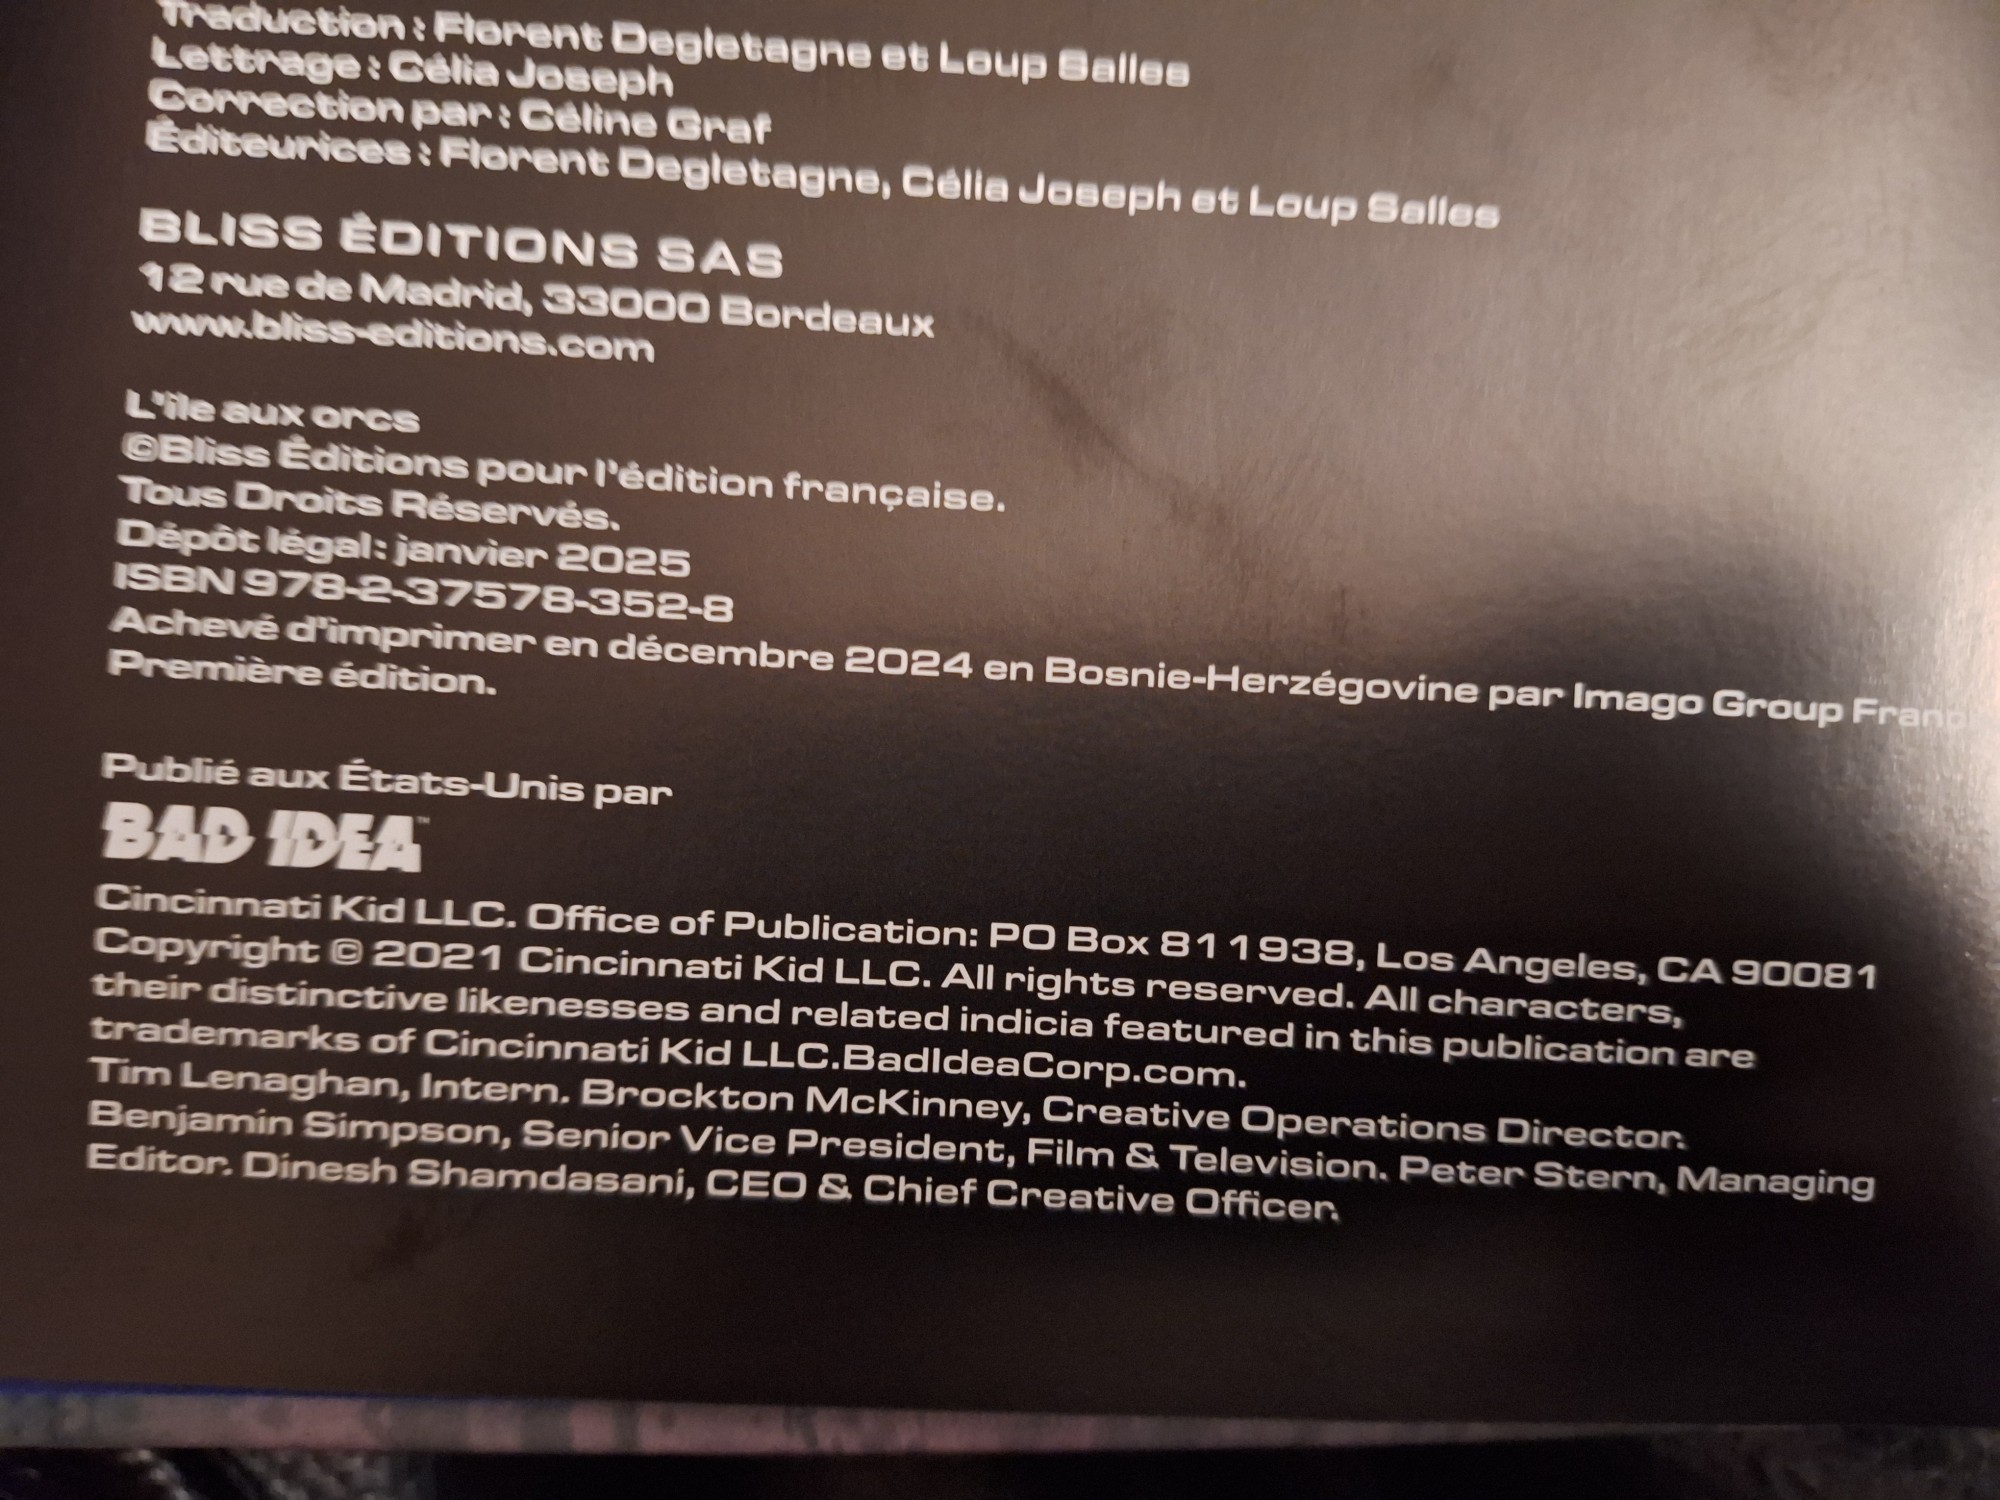 Traduction : Florent Degletagne et Loup Salles
Lettrage : Célia Joseph
Correction par : Céline Graf
Éditeurices : Florent Degletagne, Célia Joseph et Loup Salles
BLISS ÉDITIONS SAS
12 rue de Madrid, 33000 Bordeaux
www.bliss-editions.com
L'île aux orcs
©Bliss Éditions pour l'édition française.
Tous Droits Réservés.
Dépôt légal : janvier 2025
ISBN 978-2-37578-352-8
Achevé d'imprimer en décembre 2024 en Bosnie-Herzégovine par Imago Group Franc
Première édition.
Publié aux États-Unis par
BAD IDEA™
Cincinnati Kid LLC. Office of Publication: PO Box 811938, Los Angeles, CA 90081
Copyright © 2021 Cincinnati Kid LLC. All rights reserved. All characters,
their distinctive likenesses and related indicia featured in this publication are
trademarks of Cincinnati Kid LLC.BadIdeaCorp.com.
Tim Lenaghan, Intern. Brockton McKinney, Creative Operations Director.
Benjamin Simpson, Senior Vice President, Film & Television. Peter Stern, Managing
Editor. Dinesh Shamdasani, CEO & Chief Creative Officer.